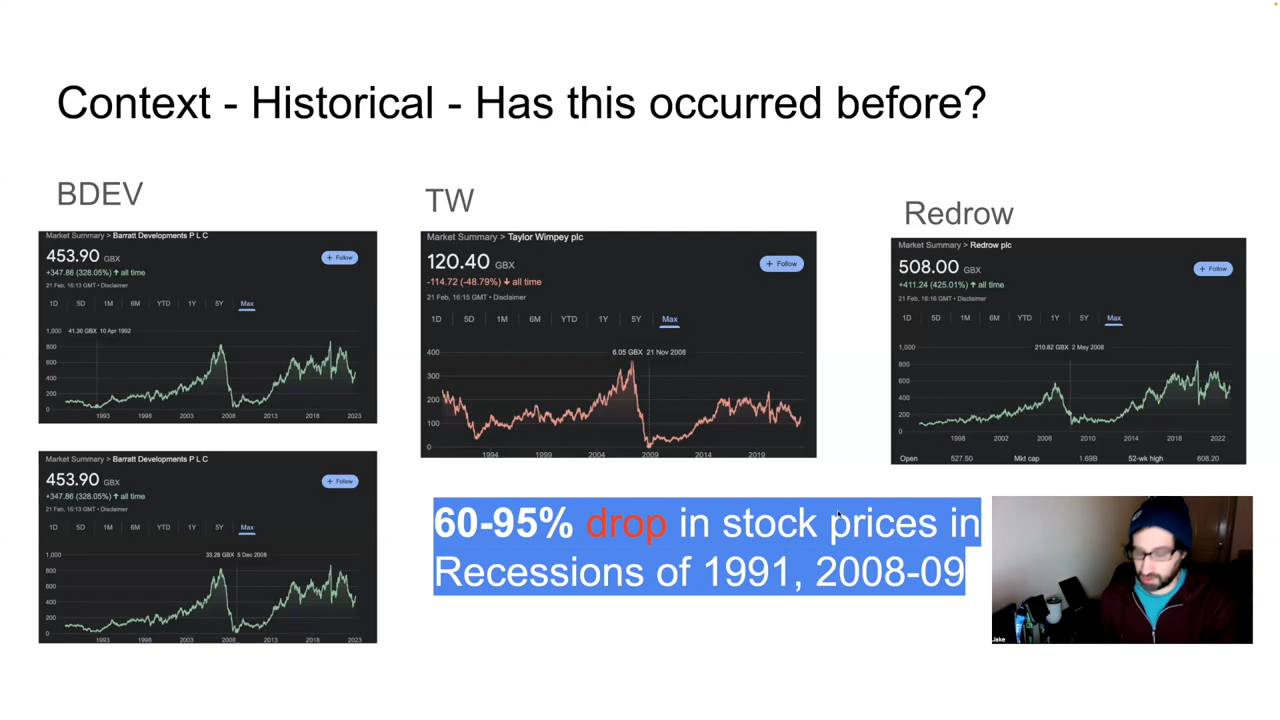 Context - Historical - Has this occurred before?
BDEV
Market Summary > Barratt Developments P L C
453.90 GBX
+ Follow
+347.86 (328.05%) ↑ all time
21 Feb, 16:13 GMT • Disclaimer
1D 5D 1M 6M YTD 1Y 5Y Max
1,000 41.30 GBX 10 Apr 1992
800
600
400
200
0
1993 1998 2003 2008 2013 2018 2023
Market Summary > Barratt Developments P L C
453.90 GBX
+ Follow
+347.86 (328.05%) ↑ all time
21 Feb, 16:13 GMT • Disclaimer
1D 5D 1M 6M YTD 1Y 5Y Max
1,000 33.28 GBX 5 Dec 2008
800
600
400
200
0
1993 1998 2003 2008 2013 2018 2023
TW
Market Summary > Taylor Wimpey plc
120.40 GBX
+ Follow
-114.72 (-48.79%) ↓ all time
21 Feb, 16:15 GMT • Disclaimer
1D 5D 1M 6M YTD 1Y 5Y Max
400 6.05 GBX 21 Nov 2008
300
200
100
0
1994 1999 2004 2009 2014 2019
Redrow
Market Summary > Redrow plc
508.00 GBX
+ Follow
+411.24 (425.01%) ↑ all time
21 Feb, 16:16 GMT • Disclaimer
1D 5D 1M 6M YTD 1Y 5Y Max
1,000 210.82 GBX 2 May 2008
800
600
400
200
0
1998 2002 2006 2010 2014 2018 2022
Open 527.50 Mkt cap 1.69B 52-wk high 608.20
60-95% drop in stock prices in
Recessions of 1991, 2008-09
Jake